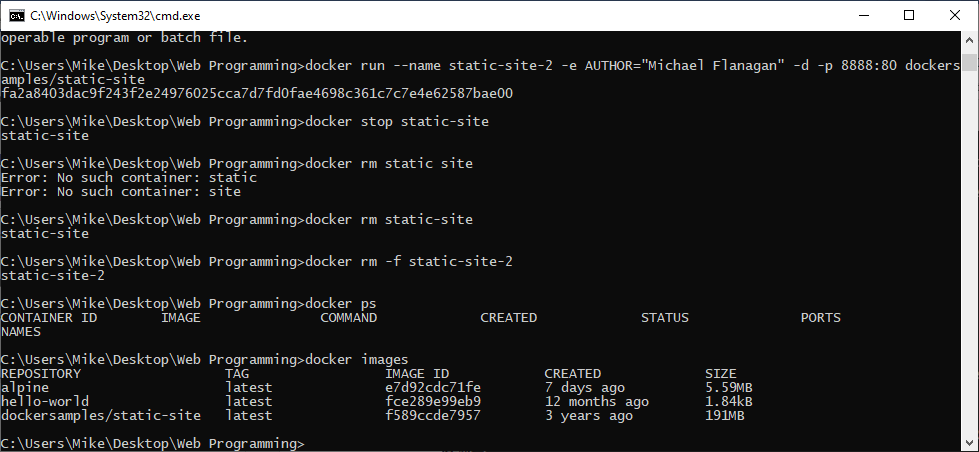 C:\Windows\System32\cmd.exe
operable program or batch file.
C:\Users\Mike\Desktop\Web Programming>docker run --name static-site-2 -e AUTHOR="Michael Flanagan" -d -p 8888:80 dockers
amples/static-site
fa2a8403dac9f243f2e24976025cca7d7fd0fae4698c361c7c7e4e62587bae00
C:\Users\Mike\Desktop\Web Programming>docker stop static-site
static-site
C:\Users\Mike\Desktop\Web Programming>docker rm static site
Error: No such container: static
Error: No such container: site
C:\Users\Mike\Desktop\Web Programming>docker rm static-site
static-site
C:\Users\Mike\Desktop\Web Programming>docker rm -f static-site-2
static-site-2
C:\Users\Mike\Desktop\Web Programming>docker ps
CONTAINER ID IMAGE COMMAND CREATED STATUS PORTS
NAMES
C:\Users\Mike\Desktop\Web Programming>docker images
REPOSITORY TAG IMAGE ID CREATED SIZE
alpine latest e7d92cdc71fe 7 days ago 5.59MB
hello-world latest fce289e99eb9 12 months ago 1.84kB
dockersamples/static-site latest f589ccde7957 3 years ago 191MB
C:\Users\Mike\Desktop\Web Programming>